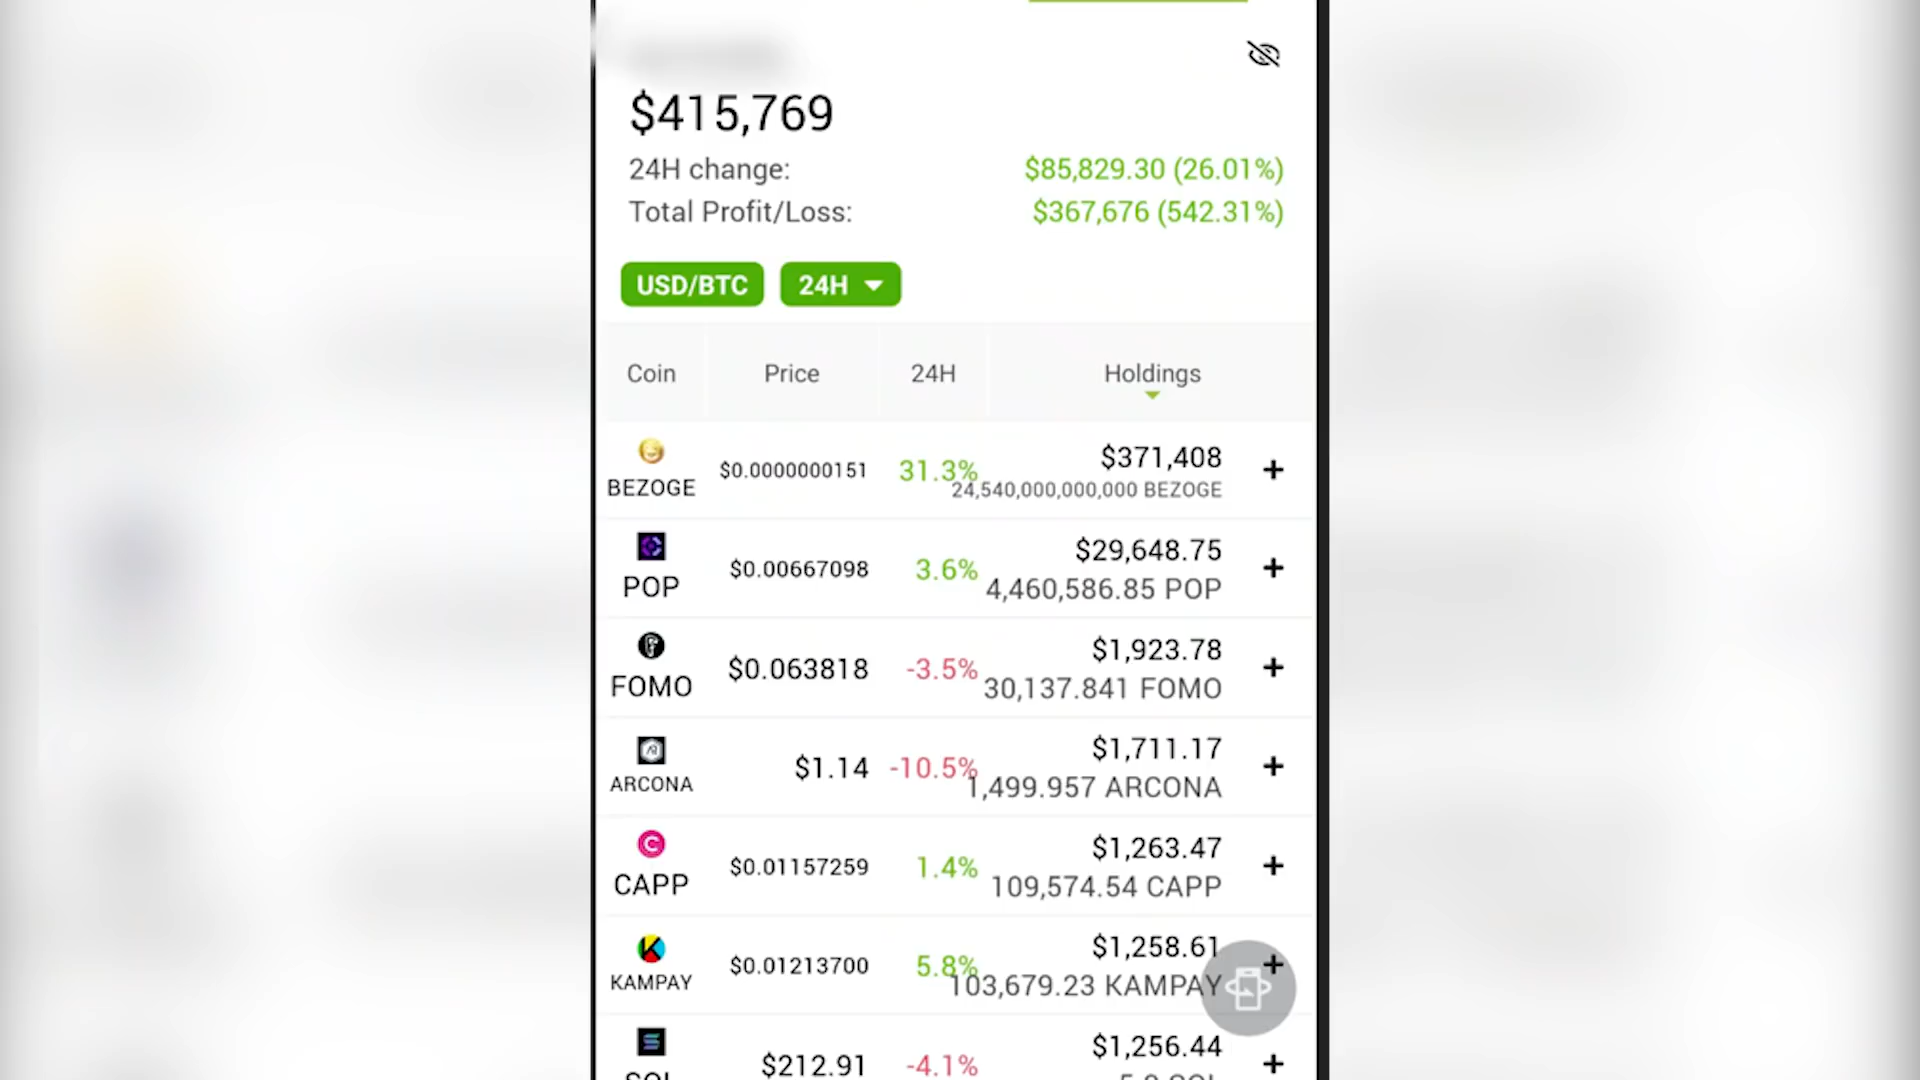 $415,769
24H change: $85,829.30 (26.01%)
Total Profit/Loss: $367,676 (542.31%)
USD/BTC 24H
Coin Price 24H Holdings
BEZOGE $0.0000000151 31.3% $371,408
24,540,000,000,000 BEZOGE
POP $0.00667098 3.6% $29,648.75
4,460,586.85 POP
FOMO $0.063818 -3.5% $1,923.78
30,137.841 FOMO
ARCONA $1.14 -10.5% $1,711.17
1,499.957 ARCONA
CAPP $0.01157259 1.4% $1,263.47
109,574.54 CAPP
KAMPAY $0.01213700 5.8% $1,258.61
103,679.23 KAMPAY
$212.91 -4.1% $1,256.44